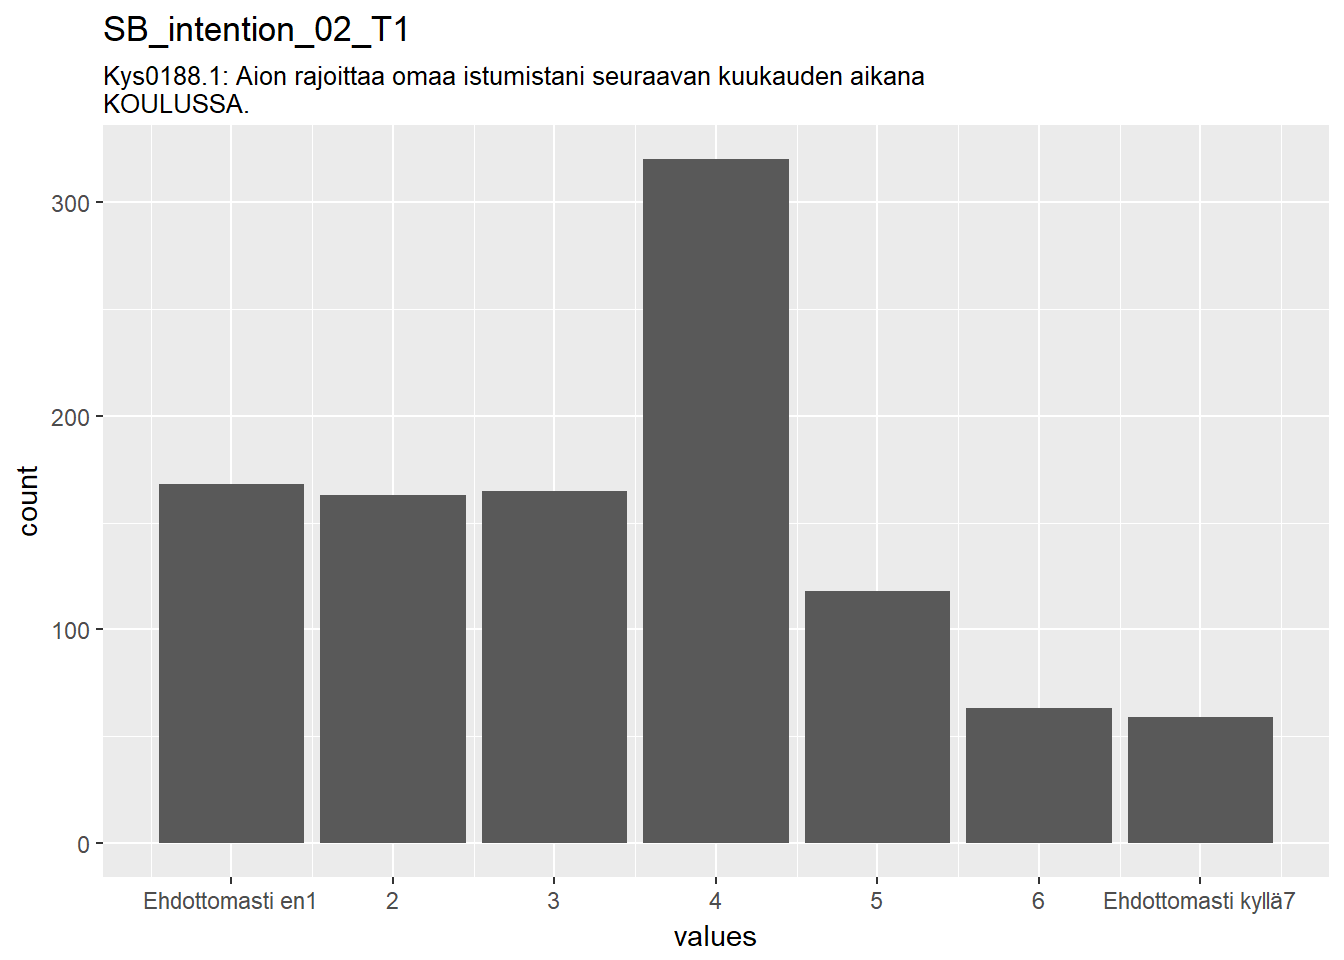 SB_intention_02_T1
Kys0188.1: Aion rajoittaa omaa istumistani seuraavan kuukauden aikana
KOULUSSA.
300
200
100
0
count
Ehdottomasti en1 2 3 4 5 6 Ehdottomasti kyllä7
values